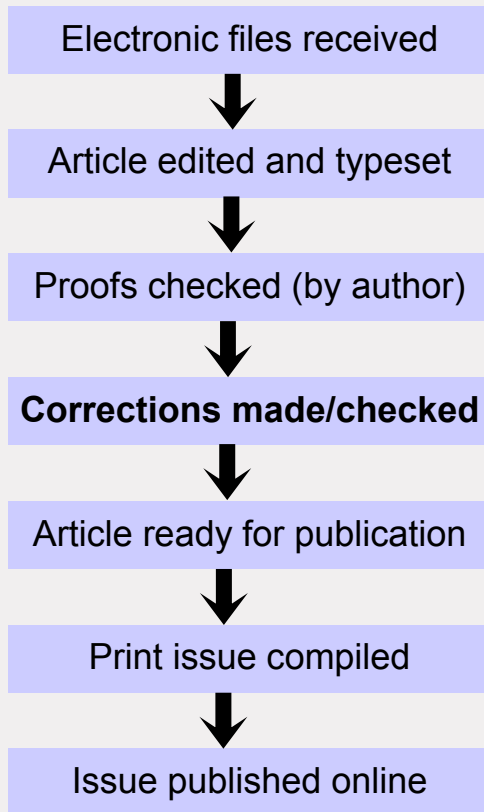 Electronic files received
Article edited and typeset
Proofs checked (by author)
Corrections made/checked
Article ready for publication
Print issue compiled
Issue published online